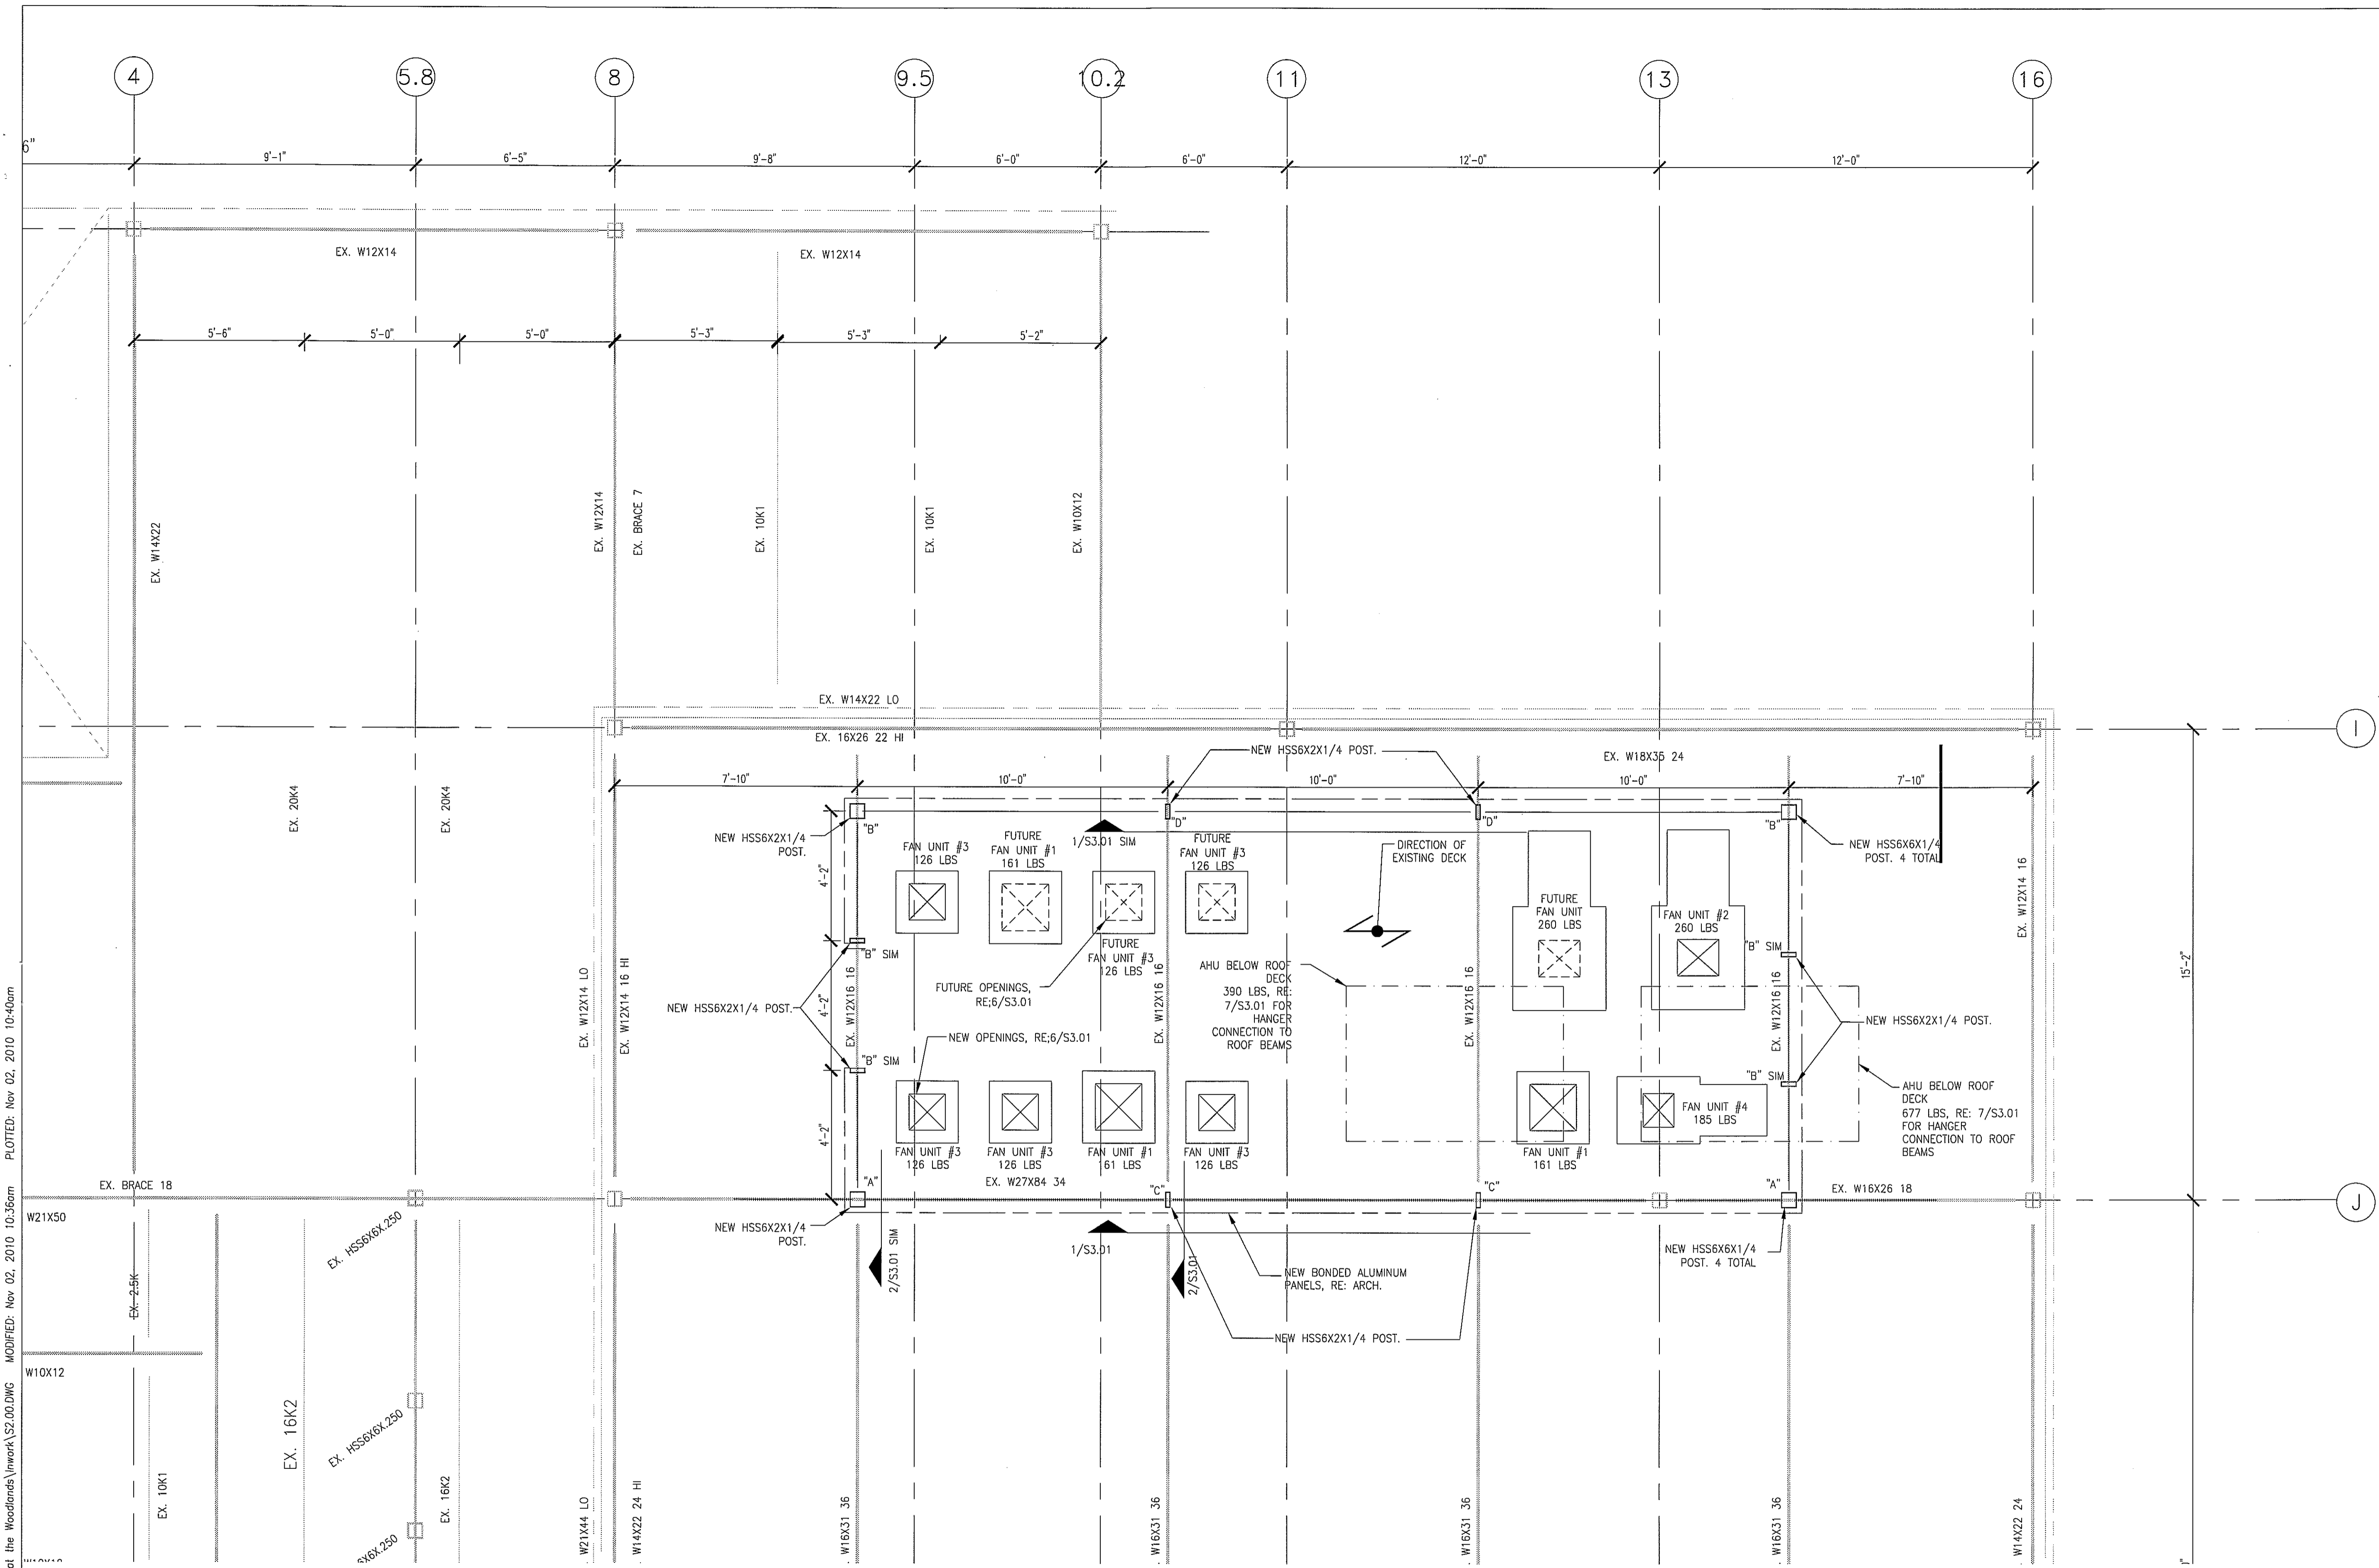 4
5.8
8
9.5
10.2
11
13
16
6"
9'-1"
6'-5"
9'-8"
6'-0"
6'-0"
12'-0"
12'-0"
EX. W12X14
EX. W12X14
5'-6"
5'-0"
5'-0"
5'-3"
5'-3"
5'-2"
EX. W14X22
EX. W12X14
EX. BRACE 7
EX. 10K1
EX. 10K1
EX. W10X12
EX. W14X22 LO
EX. 16X26 22 HI
I
NEW HSS6X2X1/4 POST.
EX. W18X35 24
7'-10"
10'-0"
10'-0"
10'-0"
7'-10"
EX. 20K4
EX. 20K4
NEW HSS6X2X1/4
POST.
"B"
"D"
"D"
"B"
1/S3.01 SIM
NEW HSS6X6X1/4
POST. 4 TOTAL
FAN UNIT #3
126 LBS
FUTURE
FAN UNIT #1
161 LBS
FUTURE
FAN UNIT #3
126 LBS
DIRECTION OF
EXISTING DECK
4'-2"
EX. W12X14 16
FUTURE
FAN UNIT
260 LBS
FAN UNIT #2
260 LBS
"B" SIM
"B" SIM
FUTURE
FAN UNIT #3
126 LBS
FUTURE OPENINGS,
RE;6/S3.01
AHU BELOW ROOF
DECK
390 LBS, RE:
7/S3.01 FOR
HANGER
CONNECTION TO
ROOF BEAMS
15'-2"
EX. W12X14 LO
EX. W12X14 16 HI
NEW HSS6X2X1/4 POST.
4'-2"
EX. W12X16 16
EX. W12X16 16
EX. W12X16 16
EX. W12X16 16
NEW HSS6X2X1/4 POST.
NEW OPENINGS, RE;6/S3.01
"B" SIM
"B" SIM
4'-2"
AHU BELOW ROOF
DECK
677 LBS, RE: 7/S3.01
FOR HANGER
CONNECTION TO ROOF
BEAMS
FAN UNIT #4
185 LBS
FAN UNIT #3
126 LBS
FAN UNIT #3
126 LBS
FAN UNIT #1
161 LBS
FAN UNIT #3
126 LBS
FAN UNIT #1
161 LBS
EX. BRACE 18
"A"
EX. W27X84 34
"C"
"C"
"A"
EX. W16X26 18
J
W21X50
NEW HSS6X2X1/4
POST.
1/S3.01
NEW HSS6X6X1/4
POST. 4 TOTAL
EX. HSS6X6X.250
2/S3.01 SIM
2/S3.01
NEW BONDED ALUMINUM
PANELS, RE: ARCH.
EX. 2.5K
NEW HSS6X2X1/4 POST.
W10X12
EX. 16K2
EX. HSS6X6X.250
EX. 10K1
EX. 16K2
W21X44 LO
W14X22 24 HI
W16X31 36
W16X31 36
W16X31 36
W16X31 36
W14X22 24
6X6X.250
at the Woodlands\Inwork\S2.00.DWG MODIFIED: Nov 02, 2010 10:36am PLOTTED: Nov 02, 2010 10:40am